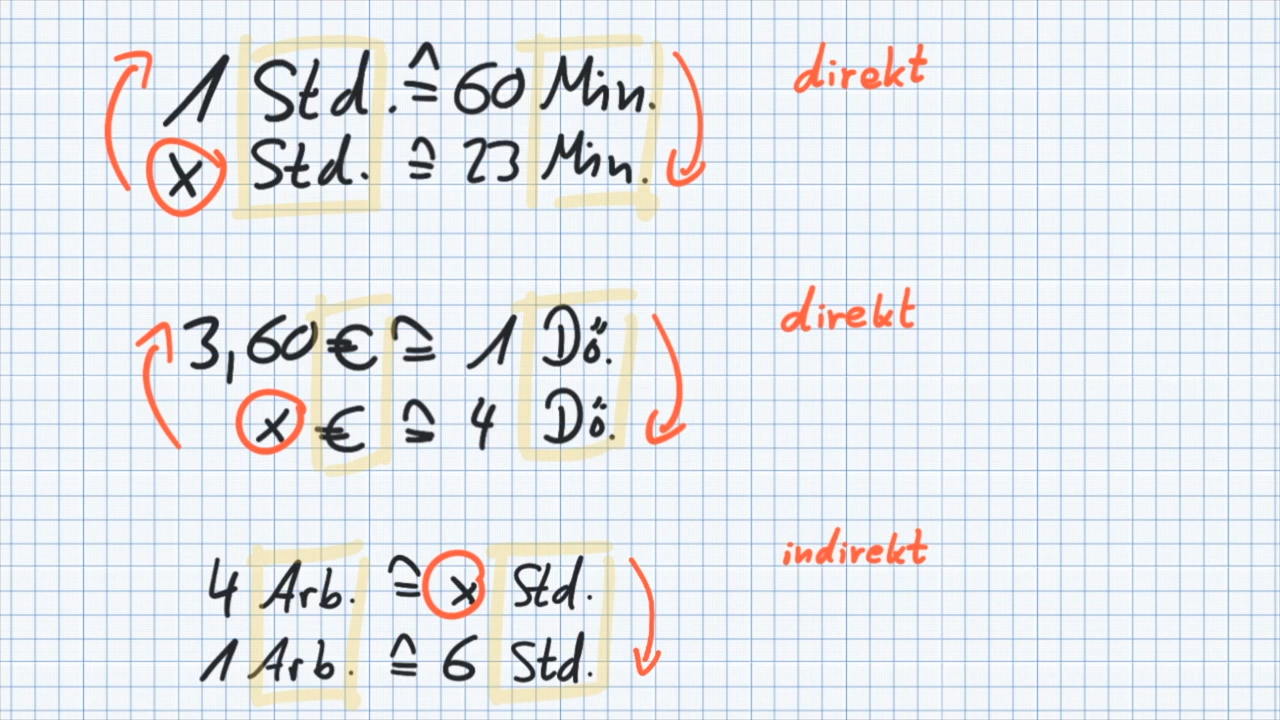 1 Std. ≙ 60 Min. direkt
x Std. ≙ 23 Min.
3,60 € ≙ 1 Dö. direkt
x € ≙ 4 Dö.
4 Arb. ≙ x Std. indirekt
1 Arb. ≙ 6 Std.